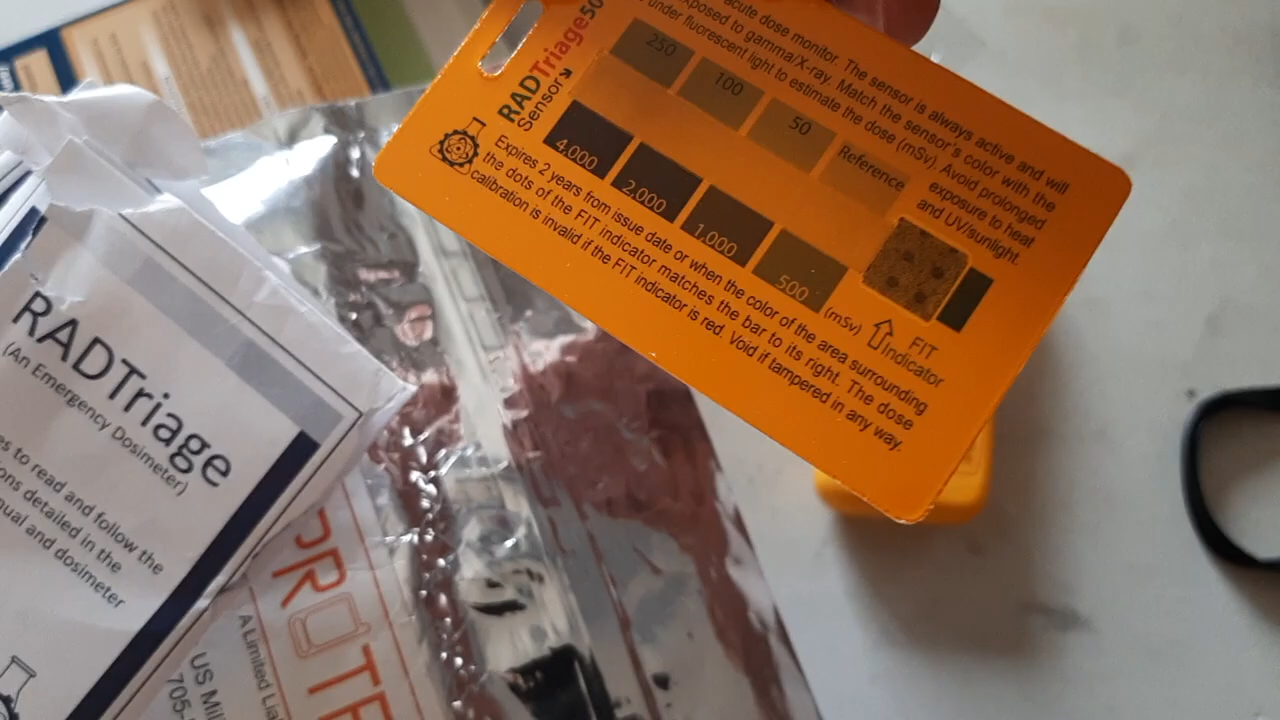 acute dose monitor. The sensor is always active and will
exposed to gamma/X-ray. Match the sensor's color with the
under fluorescent light to estimate the dose (mSv). Avoid prolonged
exposure to heat
and UV/sunlight.
RADTriage50
Sensor
250
100
50
Reference
4,000
2,000
1,000
500
(mSv)
FIT
Indicator
Expires 2 years from issue date or when the color of the area surrounding
the dots of the FIT indicator matches the bar to its right. The dose
calibration is invalid if the FIT indicator is red. Void if tampered in any way.
RADTriage
(An Emergency Dosimeter)
es to read and follow the
ons detailed in the
nual and dosimeter
PROTE
A Limited Lia
US Mil
705-